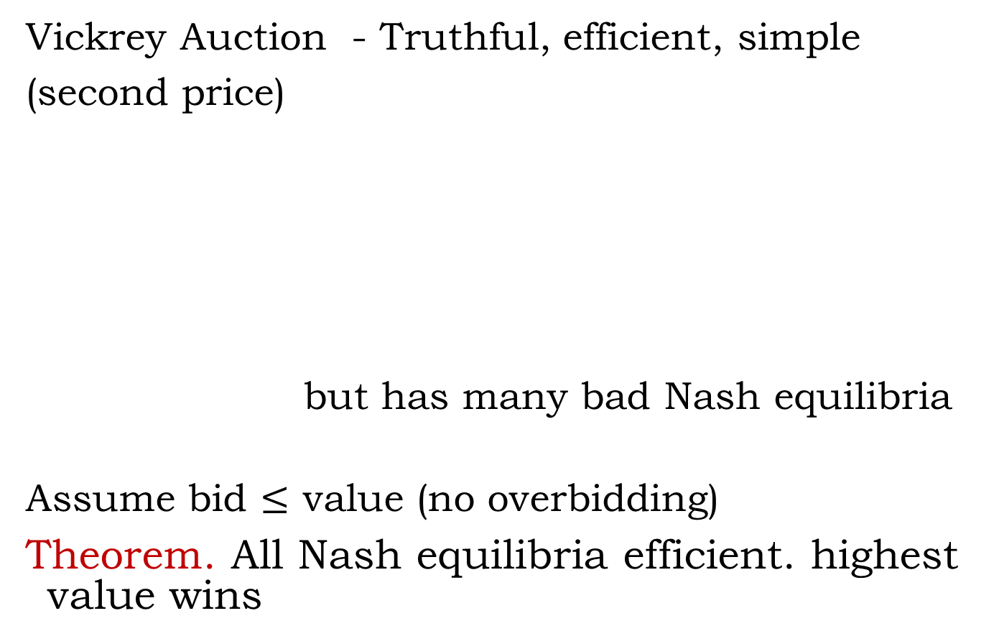 Vickrey Auction - Truthful, efficient, simple
(second price)
but has many bad Nash equilibria
Assume bid ≤ value (no overbidding)
Theorem. All Nash equilibria efficient. highest
value wins